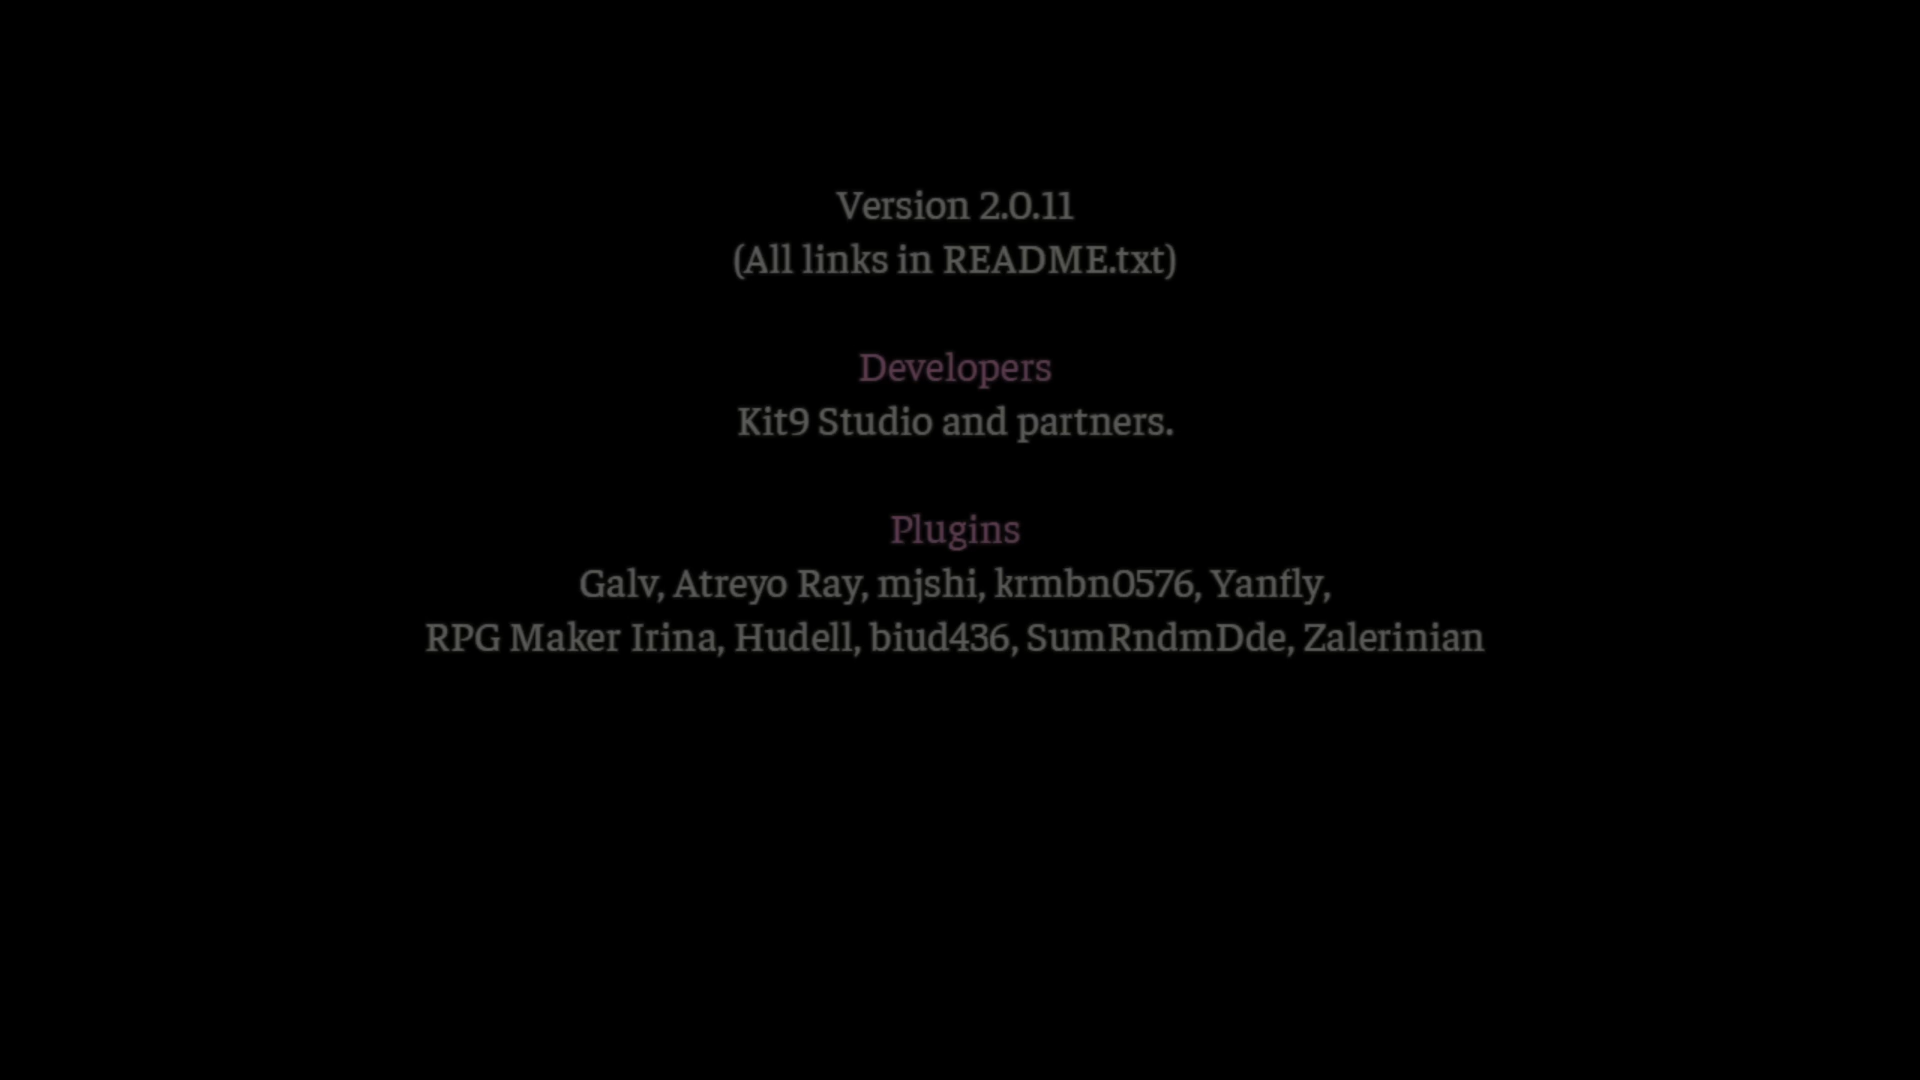 Version 2.0.11
(All links in README.txt)
Developers
Kit9 Studio and partners.
Plugins
Galv, Atreyo Ray, mjshi, krmbn0576, Yanfly,
RPG Maker Irina, Hudell, biud436, SumRndmDde, Zalerinian